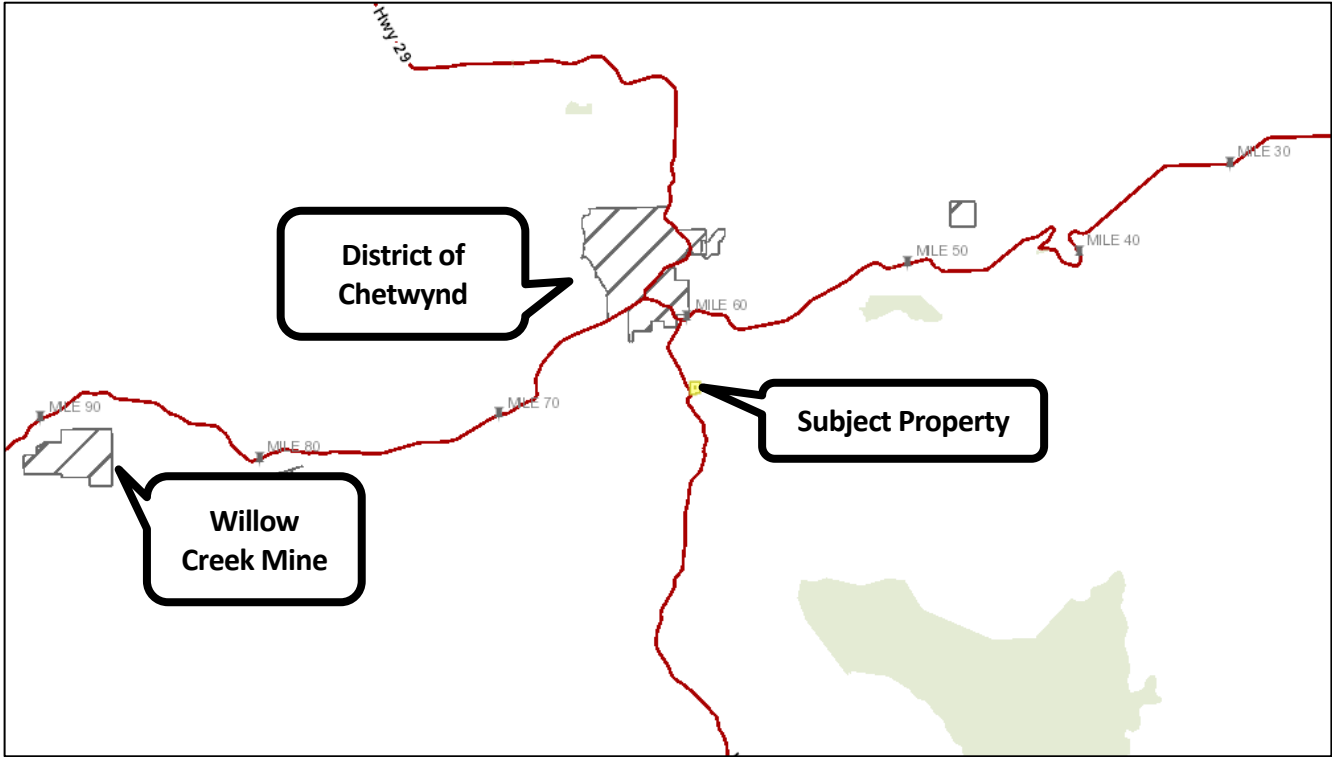 Hwy 29
MILE 30
District of
Chetwynd
MILE 40
MILE 50
MILE 60
Subject Property
MILE 90
MILE 70
MILE 80
Willow
Creek Mine